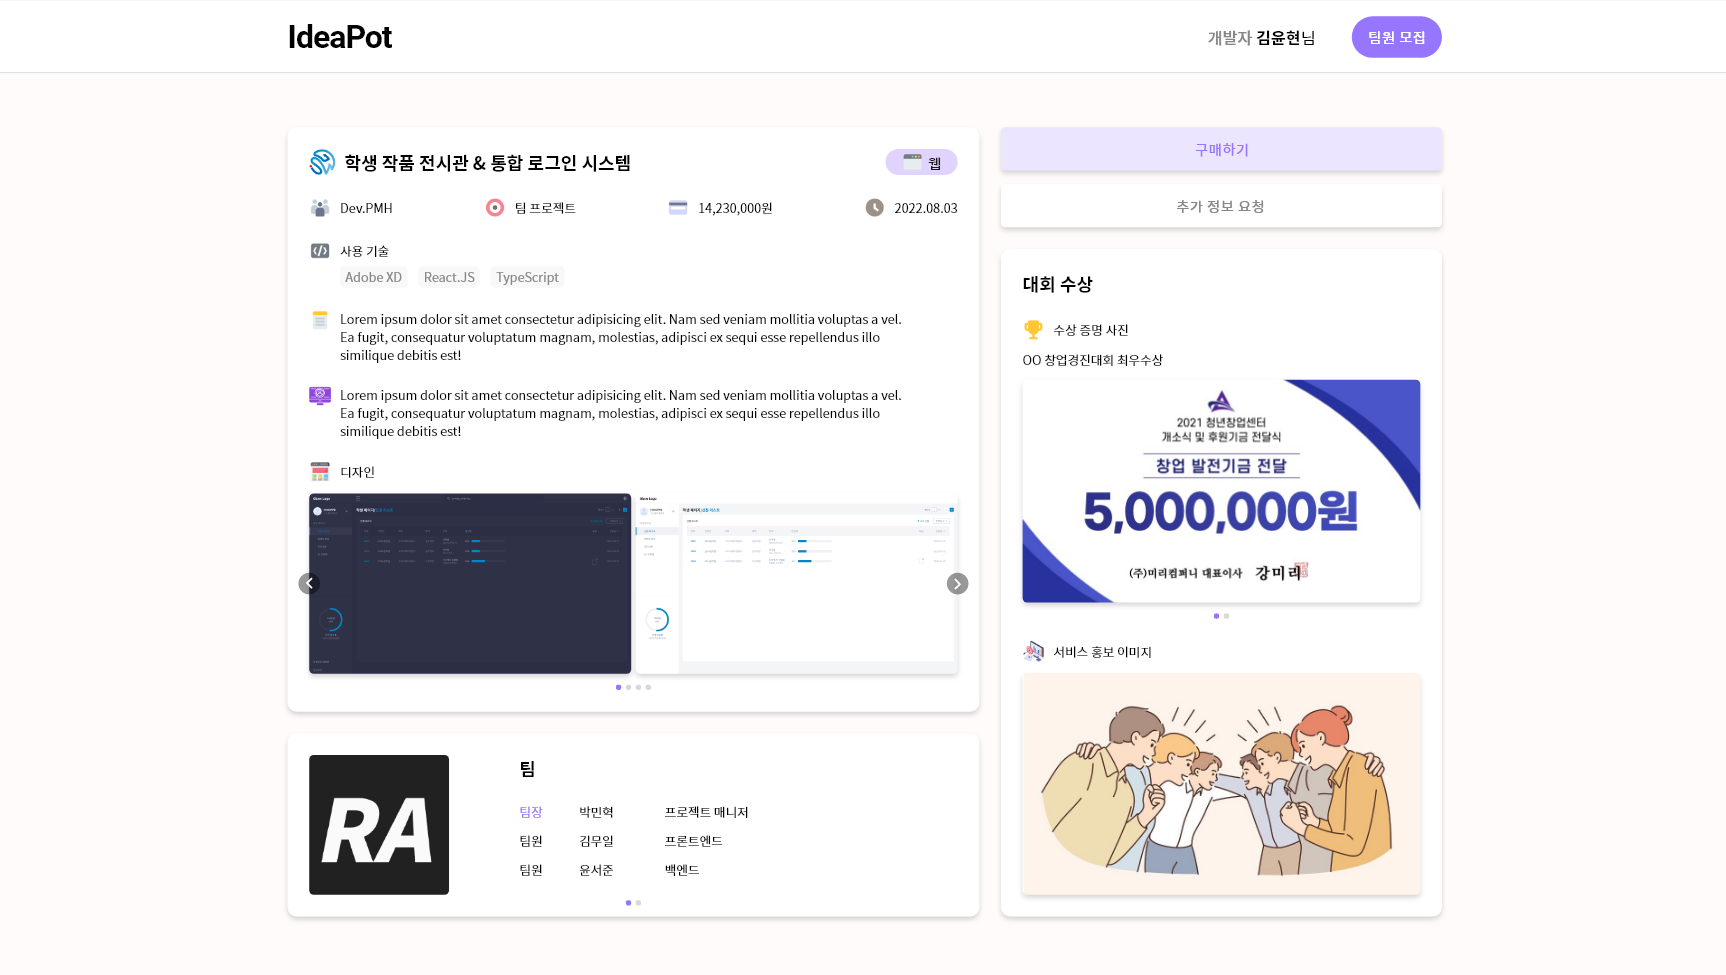 IdeaPot
개발자 김윤현님
팀원 모집
학생 작품 전시관 & 통합 로그인 시스템
웹
Dev.PMH
팀 프로젝트
14,230,000원
2022.08.03
사용 기술
Adobe XD
React.JS
TypeScript
Lorem ipsum dolor sit amet consectetur adipisicing elit. Nam sed veniam mollitia voluptas a vel.
Ea fugit, consequatur voluptatum magnam, molestias, adipisci ex sequi esse repellendus illo
similique debitis est!
Lorem ipsum dolor sit amet consectetur adipisicing elit. Nam sed veniam mollitia voluptas a vel.
Ea fugit, consequatur voluptatum magnam, molestias, adipisci ex sequi esse repellendus illo
similique debitis est!
디자인
RA
팀
팀장 박민혁 프로젝트 매니저
팀원 김무일 프론트엔드
팀원 윤서준 백엔드
구매하기
추가 정보 요청
대회 수상
수상 증명 사진
OO 창업경진대회 최우수상
2021 청년창업센터
개소식 및 후원기금 전달식
창업 발전기금 전달
5,000,000원
(주)미리컴퍼니 대표이사 강미리
서비스 홍보 이미지